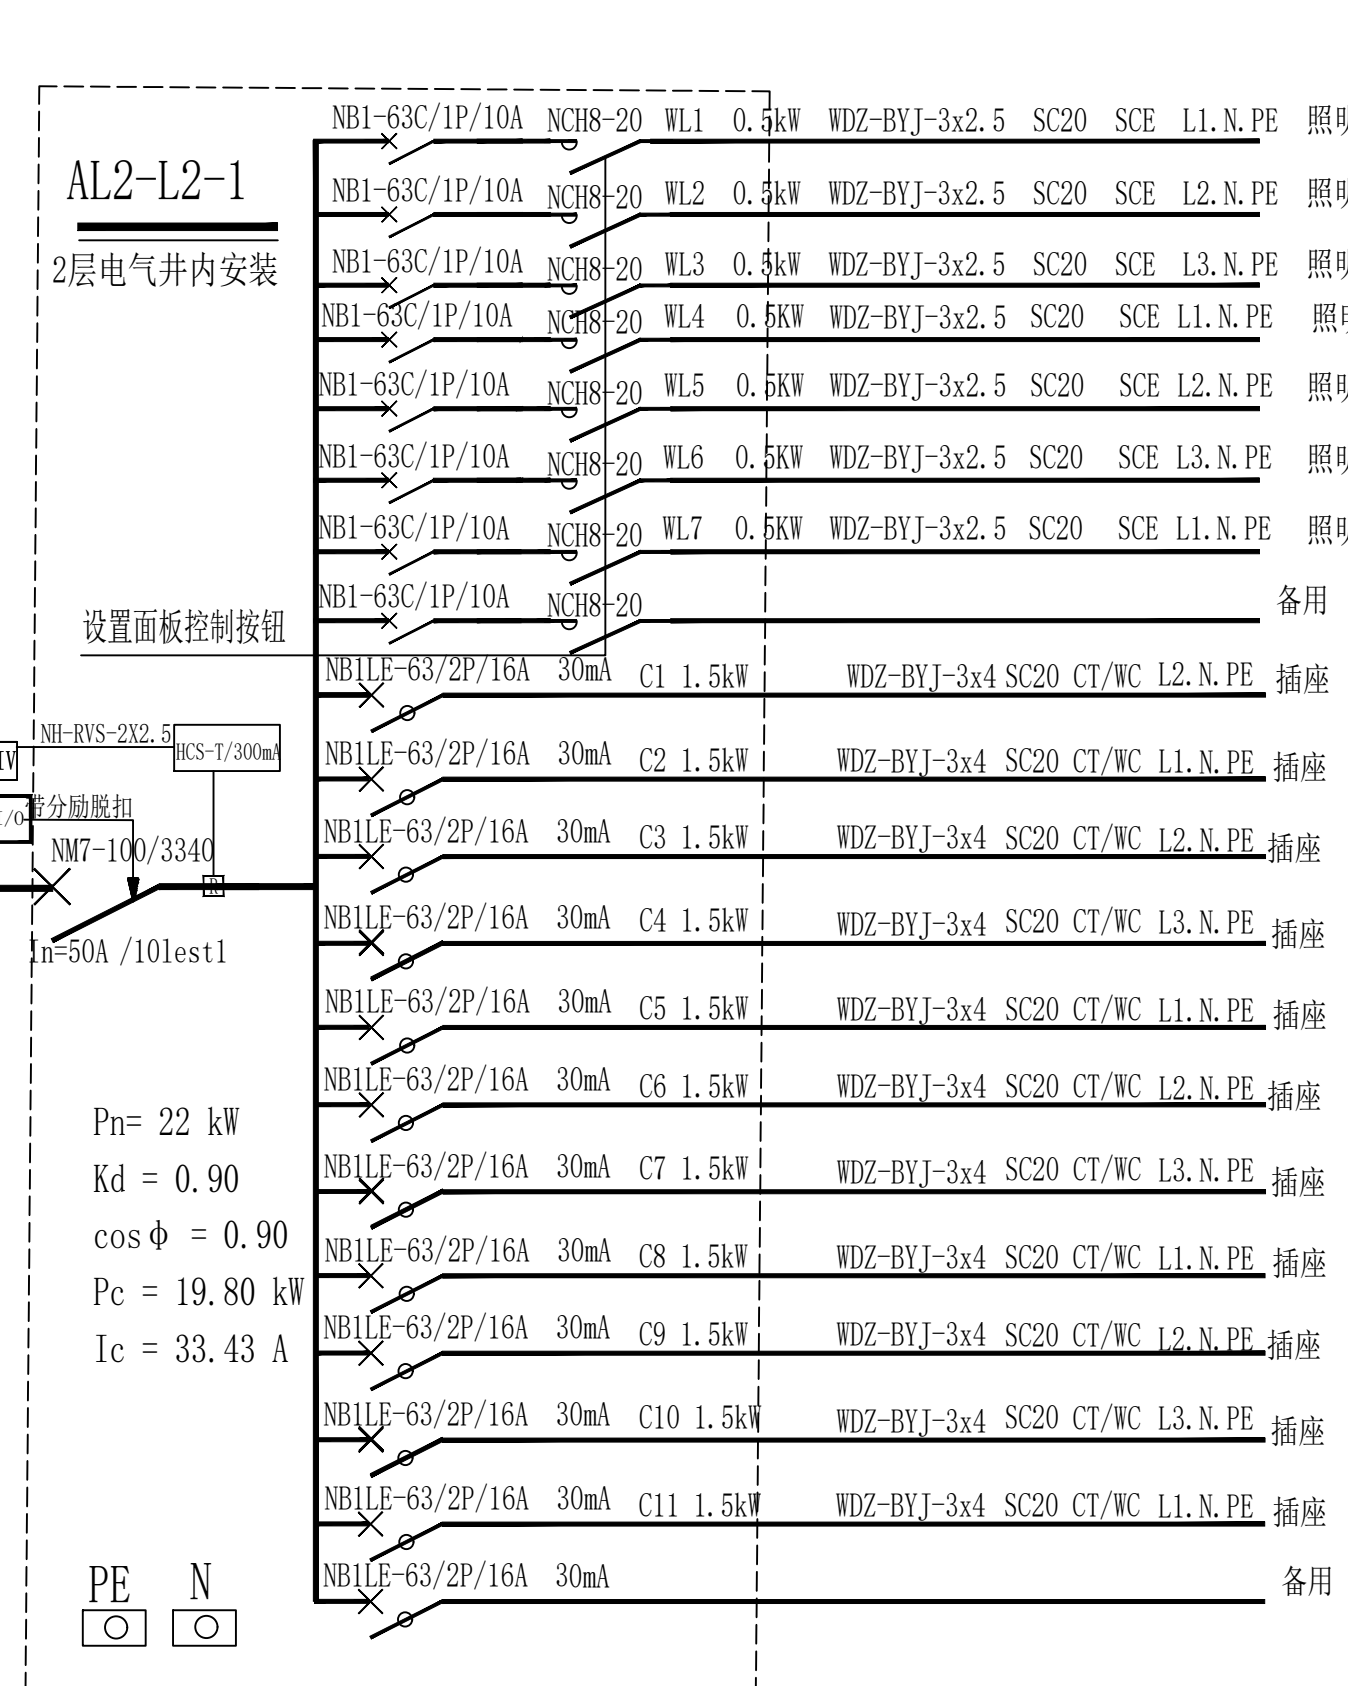 NB1-63C/1P/10A NCH8-20 WL1 0.5kW WDZ-BYJ-3x2.5 SC20 SCE L1.N.PE 照明
AL2-L2-1
NB1-63C/1P/10A NCH8-20 WL2 0.5kW WDZ-BYJ-3x2.5 SC20 SCE L2.N.PE 照明
2层电气井内安装
NB1-63C/1P/10A NCH8-20 WL3 0.5kW WDZ-BYJ-3x2.5 SC20 SCE L3.N.PE 照明
NB1-63C/1P/10A NCH8-20 WL4 0.5KW WDZ-BYJ-3x2.5 SC20 SCE L1.N.PE 照明
NB1-63C/1P/10A NCH8-20 WL5 0.5KW WDZ-BYJ-3x2.5 SC20 SCE L2.N.PE 照明
NB1-63C/1P/10A NCH8-20 WL6 0.5KW WDZ-BYJ-3x2.5 SC20 SCE L3.N.PE 照明
NB1-63C/1P/10A NCH8-20 WL7 0.5KW WDZ-BYJ-3x2.5 SC20 SCE L1.N.PE 照明
NB1-63C/1P/10A NCH8-20 备用
设置面板控制按钮
NB1LE-63/2P/16A 30mA C1 1.5kW WDZ-BYJ-3x4 SC20 CT/WC L2.N.PE 插座
NH-RVS-2X2.5
HCS-T/300mA
NB1LE-63/2P/16A 30mA C2 1.5kW WDZ-BYJ-3x4 SC20 CT/WC L1.N.PE 插座
IV
I/O
带分励脱扣
NB1LE-63/2P/16A 30mA C3 1.5kW WDZ-BYJ-3x4 SC20 CT/WC L2.N.PE 插座
NM7-100/3340
R
NB1LE-63/2P/16A 30mA C4 1.5kW WDZ-BYJ-3x4 SC20 CT/WC L3.N.PE 插座
In=50A /10lest1
NB1LE-63/2P/16A 30mA C5 1.5kW WDZ-BYJ-3x4 SC20 CT/WC L1.N.PE 插座
NB1LE-63/2P/16A 30mA C6 1.5kW WDZ-BYJ-3x4 SC20 CT/WC L2.N.PE 插座
Pn= 22 kW
NB1LE-63/2P/16A 30mA C7 1.5kW WDZ-BYJ-3x4 SC20 CT/WC L3.N.PE 插座
Kd = 0.90
cosφ = 0.90
NB1LE-63/2P/16A 30mA C8 1.5kW WDZ-BYJ-3x4 SC20 CT/WC L1.N.PE 插座
Pc = 19.80 kW
NB1LE-63/2P/16A 30mA C9 1.5kW WDZ-BYJ-3x4 SC20 CT/WC L2.N.PE 插座
Ic = 33.43 A
NB1LE-63/2P/16A 30mA C10 1.5kW WDZ-BYJ-3x4 SC20 CT/WC L3.N.PE 插座
NB1LE-63/2P/16A 30mA C11 1.5kW WDZ-BYJ-3x4 SC20 CT/WC L1.N.PE 插座
NB1LE-63/2P/16A 30mA 备用
PE N